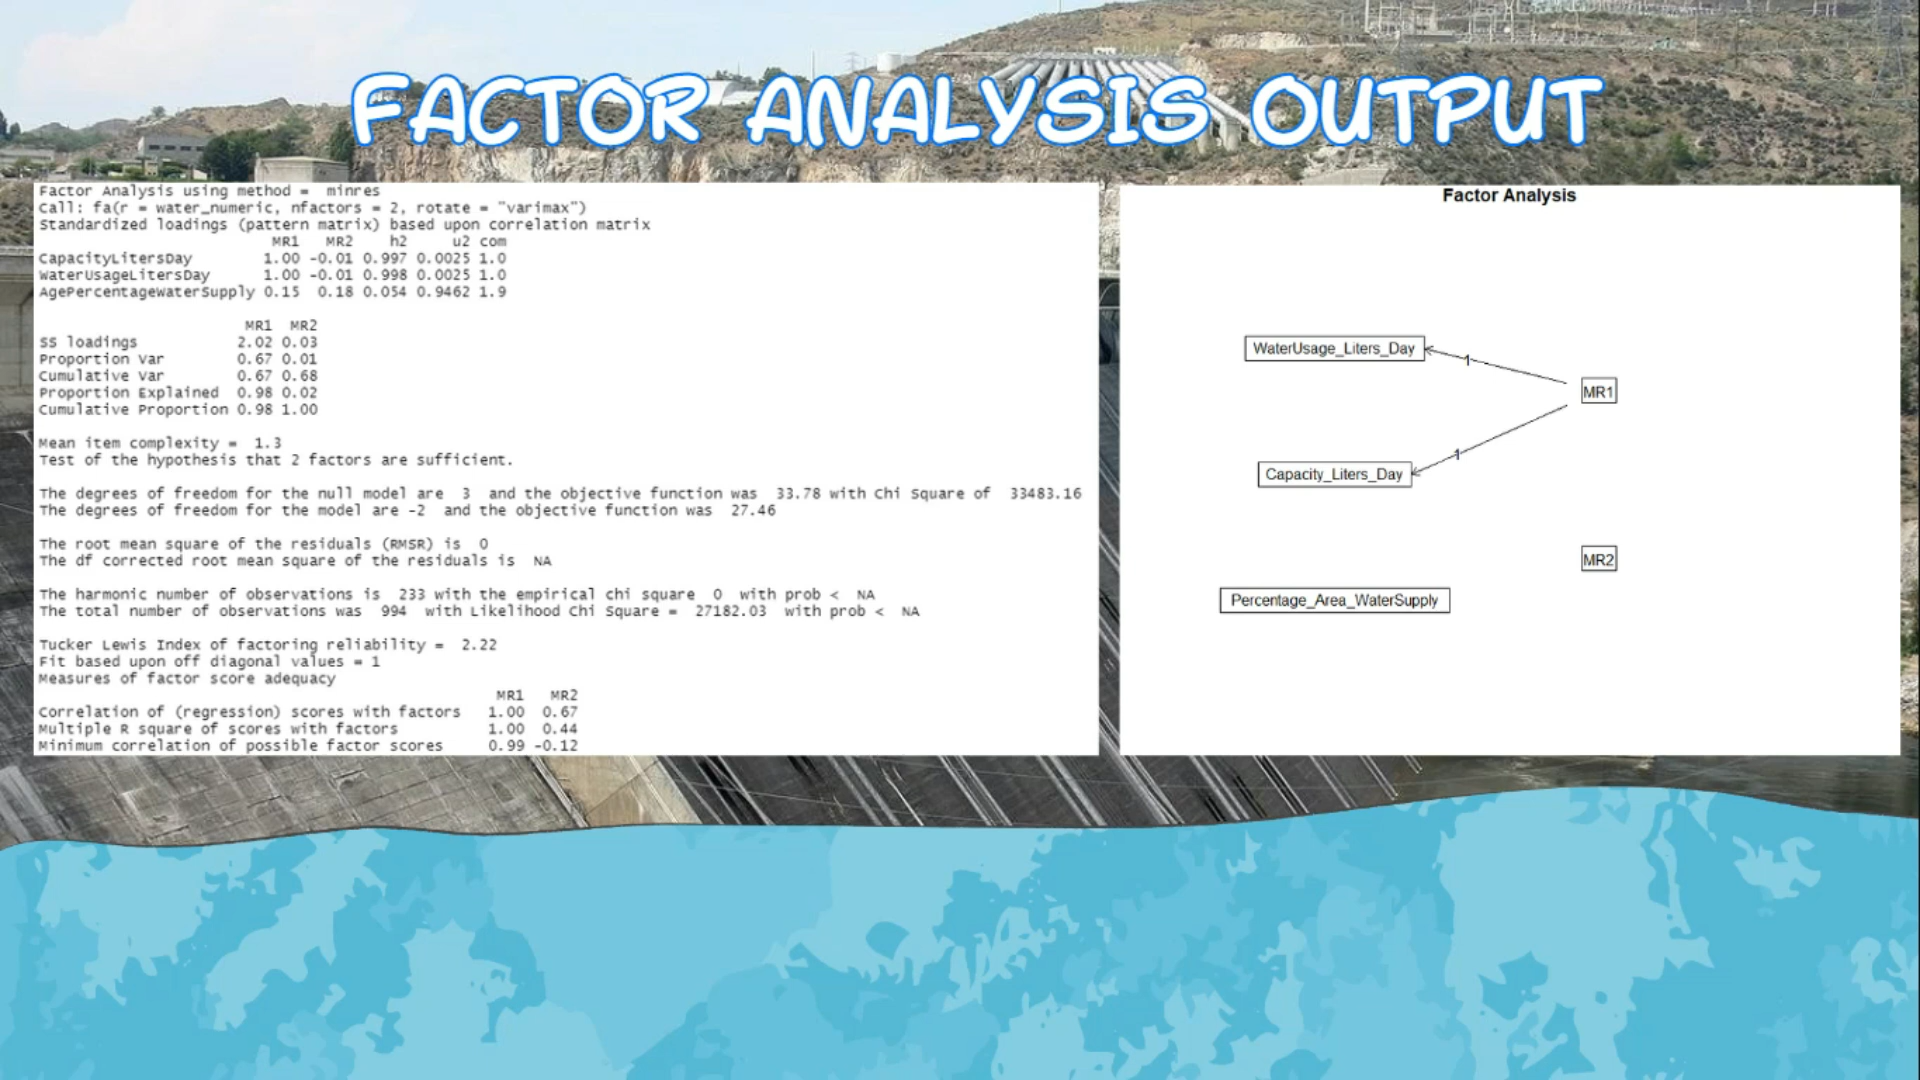 FACTOR ANALYSIS OUTPUT
Factor Analysis using method =  minres
Call: fa(r = water_numeric, nfactors = 2, rotate = "varimax")
Standardized loadings (pattern matrix) based upon correlation matrix
MR1 MR2 h2 u2 com
CapacityLitersDay 1.00 -0.01 0.997 0.0025 1.0
WaterUsageLitersDay 1.00 -0.01 0.998 0.0025 1.0
AgePercentageWaterSupply 0.15 0.18 0.054 0.9462 1.9
MR1 MR2
SS loadings 2.02 0.03
Proportion Var 0.67 0.01
Cumulative Var 0.67 0.68
Proportion Explained 0.98 0.02
Cumulative Proportion 0.98 1.00
Mean item complexity =  1.3
Test of the hypothesis that 2 factors are sufficient.
The degrees of freedom for the null model are  3  and the objective function was  33.78 with Chi Square of  33483.16
The degrees of freedom for the model are -2  and the objective function was  27.46
The root mean square of the residuals (RMSR) is  0
The df corrected root mean square of the residuals is  NA
The harmonic number of observations is  233 with the empirical chi square  0  with prob <  NA
The total number of observations was  994  with Likelihood Chi Square =  27182.03  with prob <  NA
Tucker Lewis Index of factoring reliability =  2.22
Fit based upon off diagonal values = 1
Measures of factor score adequacy
MR1 MR2
Correlation of (regression) scores with factors 1.00 0.67
Multiple R square of scores with factors 1.00 0.44
Minimum correlation of possible factor scores 0.99 -0.12
Factor Analysis
WaterUsage_Liters_Day
1
MR1
1
Capacity_Liters_Day
MR2
Percentage_Area_WaterSupply